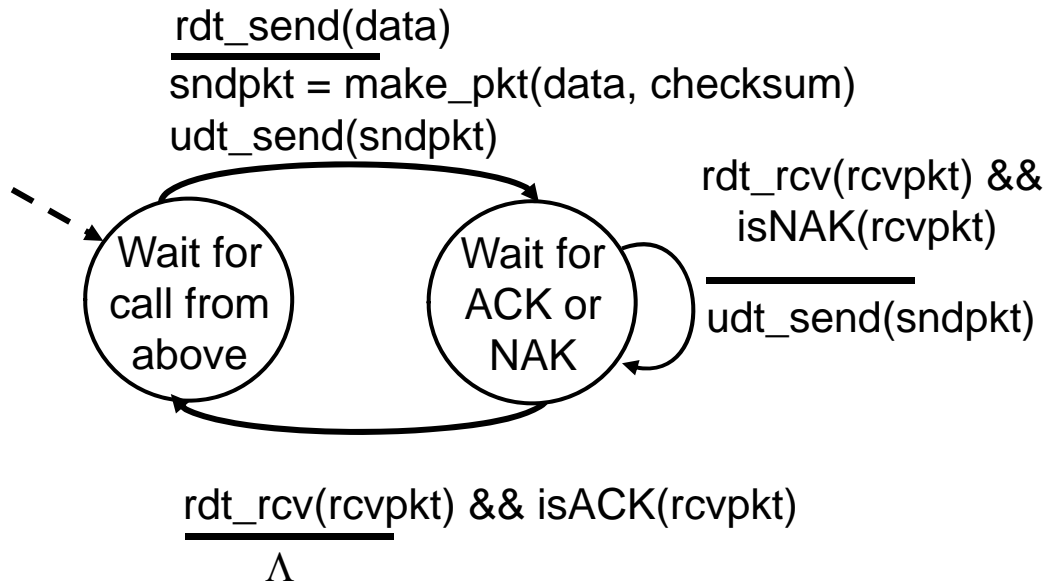 rdt_send(data)
sndpkt = make_pkt(data, checksum)
udt_send(sndpkt)
rdt_rcv(rcvpkt) &&
isNAK(rcvpkt)
udt_send(sndpkt)
Wait for
call from
above
Wait for
ACK or
NAK
rdt_rcv(rcvpkt) && isACK(rcvpkt)
Λ